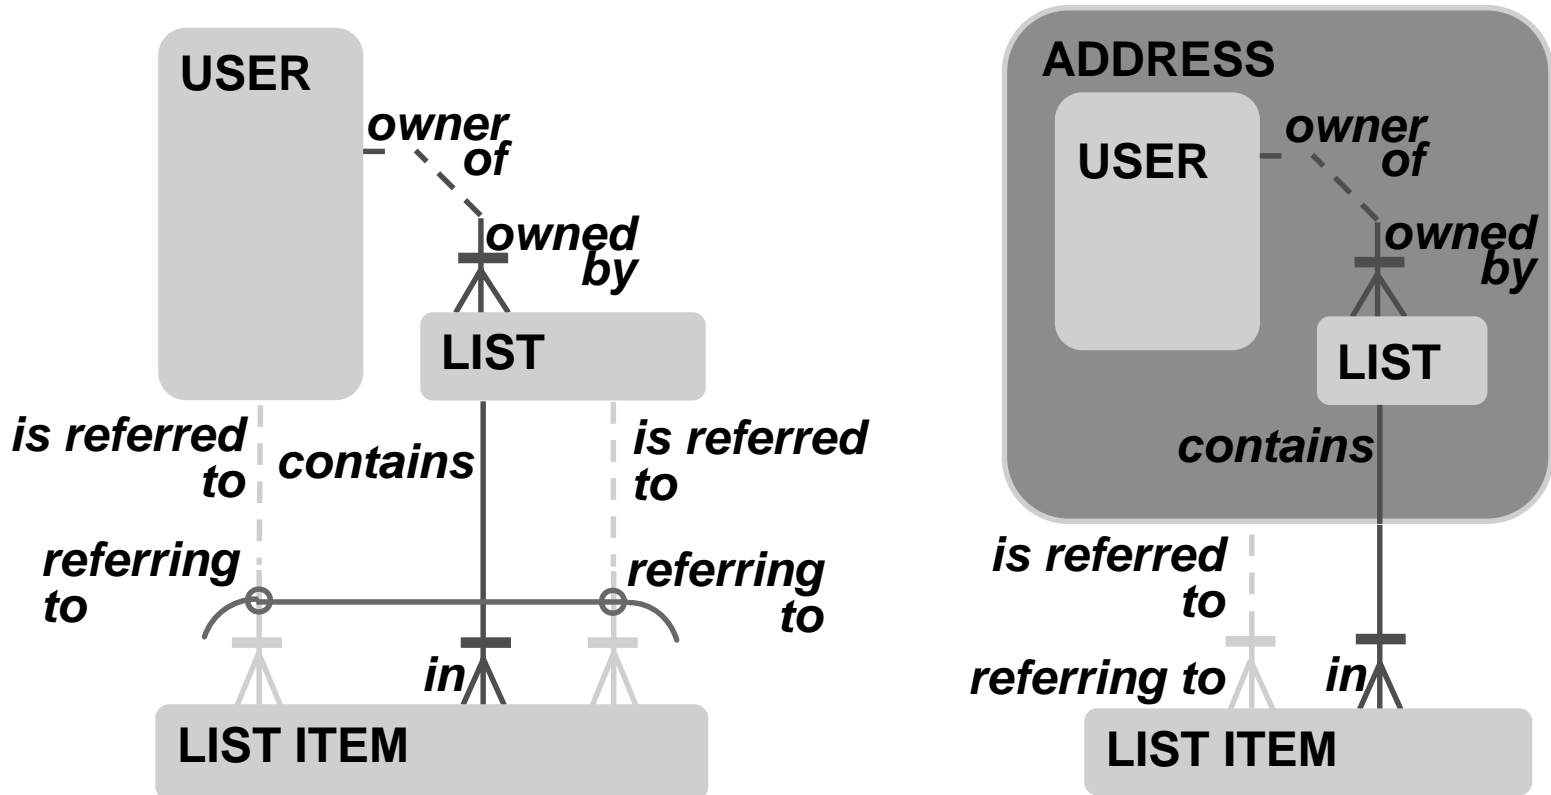 USER
owner
of
owned
by
LIST
is referred
to
contains
is referred
to
referring
to
referring
to
in
LIST ITEM
ADDRESS
USER
owner
of
owned
by
LIST
contains
is referred
to
referring to
in
LIST ITEM